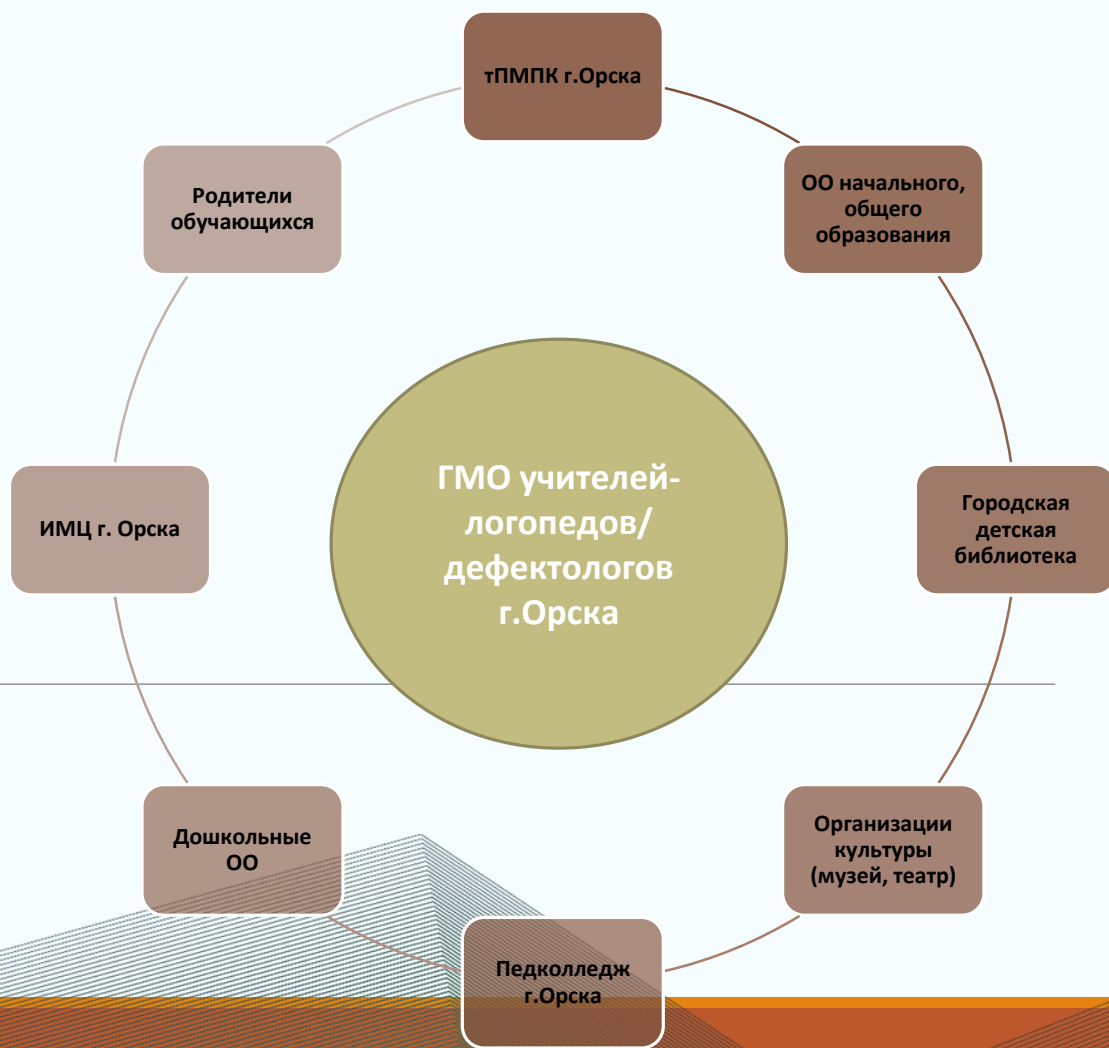 тПМПК г.Орска
Родители
обучающихся
ОО начального,
общего
образования
ГМО учителей-
логопедов/
дефектологов
г.Орска
ИМЦ г. Орска
Городская
детская
библиотека
Дошкольные
ОО
Организации
культуры
(музей, театр)
Педколледж
г.Орска